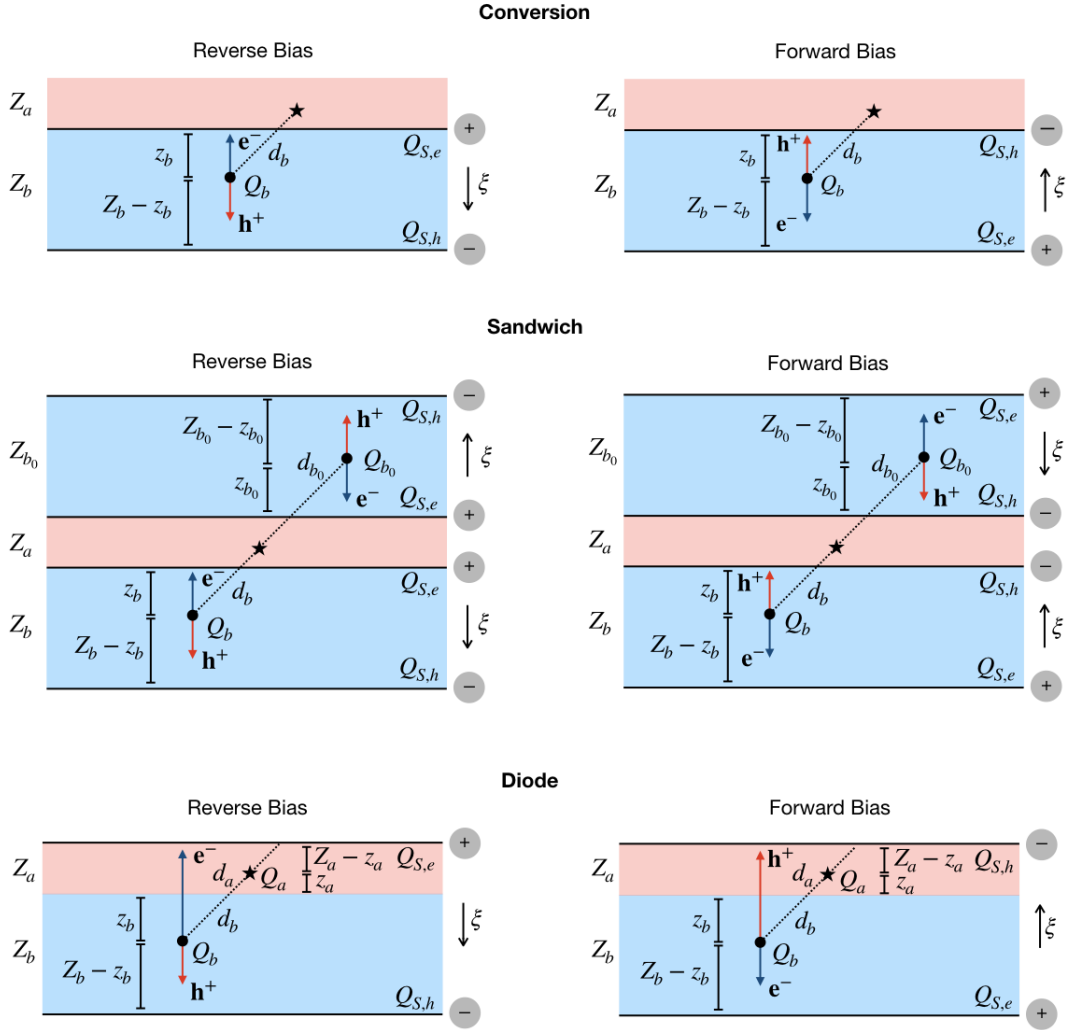 Conversion
Reverse Bias
Forward Bias
Z_a
+
z_b
e⁻
d_b
Q_{S,e}
Z_b
Q_b
ξ
Z_b − z_b
h⁺
Q_{S,h}
−
Z_a
−
z_b
h⁺
d_b
Q_{S,h}
Z_b
Q_b
ξ
Z_b − z_b
e⁻
Q_{S,e}
+
Sandwich
Reverse Bias
Forward Bias
−
Q_{S,h}
Z_{b_0} − z_{b_0}
h⁺
Z_{b_0}
d_{b_0}
Q_{b_0}
ξ
z_{b_0}
e⁻
Q_{S,e}
+
Z_a
+
z_b
e⁻
d_b
Q_{S,e}
Z_b
Q_b
ξ
Z_b − z_b
h⁺
Q_{S,h}
−
+
Q_{S,e}
Z_{b_0} − z_{b_0}
e⁻
Z_{b_0}
d_{b_0}
Q_{b_0}
ξ
z_{b_0}
h⁺
Q_{S,h}
−
Z_a
−
z_b
h⁺
d_b
Q_{S,h}
Z_b
Q_b
ξ
Z_b − z_b
e⁻
Q_{S,e}
+
Diode
Reverse Bias
Forward Bias
+
e⁻
Z_a − z_a
Q_{S,e}
Z_a
d_a
Q_a
z_a
z_b
d_b
ξ
Z_b
Q_b
Z_b − z_b
h⁺
Q_{S,h}
−
−
h⁺
Z_a − z_a
Q_{S,h}
Z_a
d_a
Q_a
z_a
z_b
d_b
ξ
Z_b
Q_b
Z_b − z_b
e⁻
Q_{S,e}
+